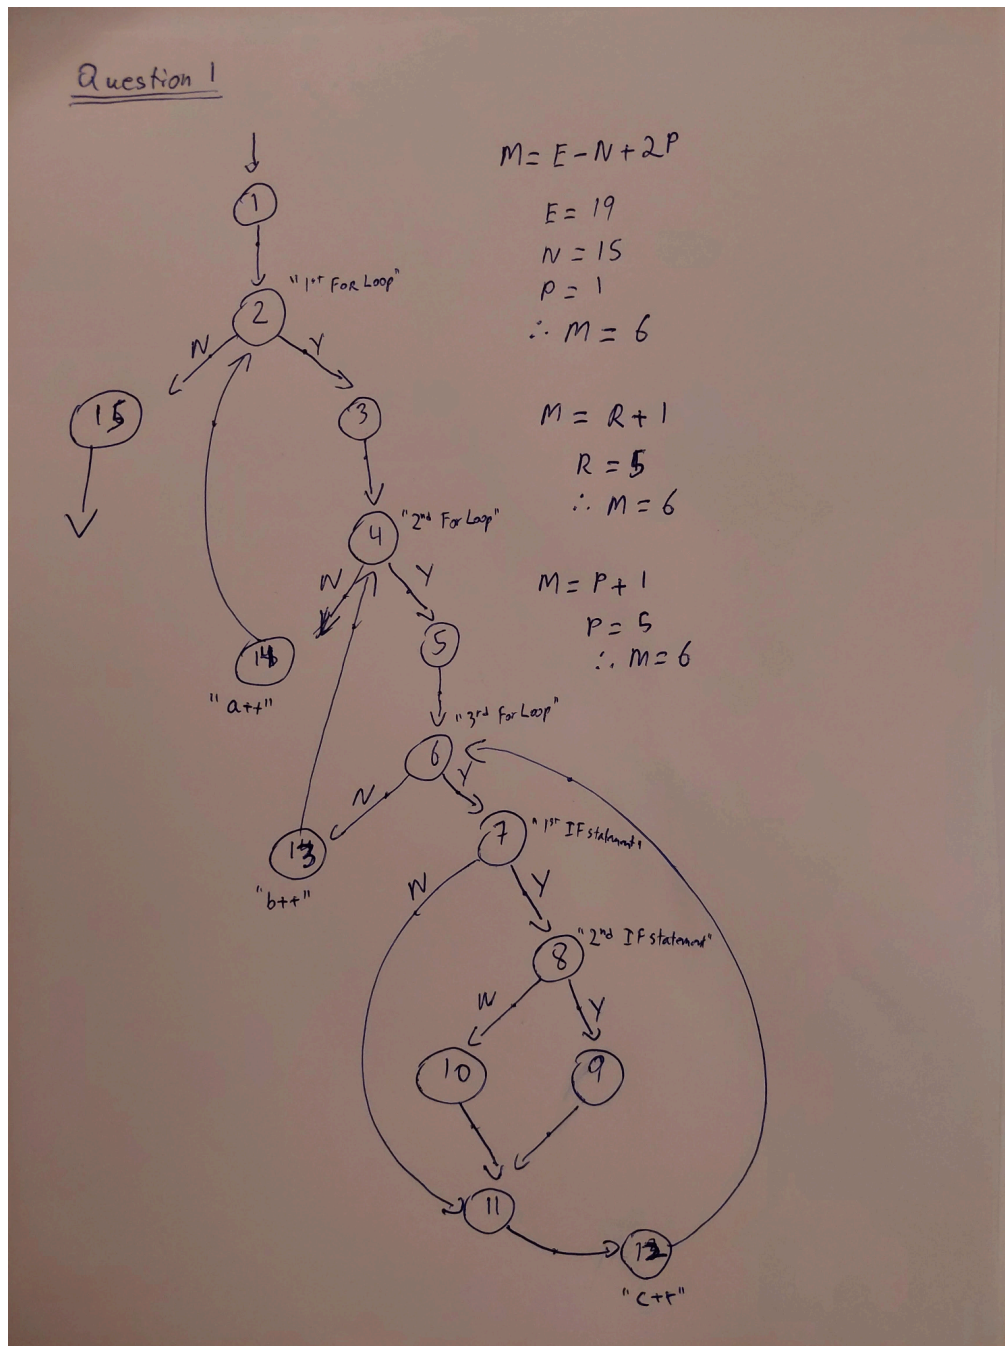 Question 1
M = E - N + 2P
E = 19
N = 15
P = 1
∴ M = 6
M = R + 1
R = 5
∴ M = 6
M = P + 1
P = 5
∴ M = 6
1
"1st FOR Loop"
2
N
Y
15
3
"2nd For Loop"
4
N
Y
14
"a++"
5
"3rd For Loop"
6
N
Y
13
"b++"
7
"1st IF statement"
N
Y
8
"2nd IF statement"
N
Y
10
9
11
12
"c++"